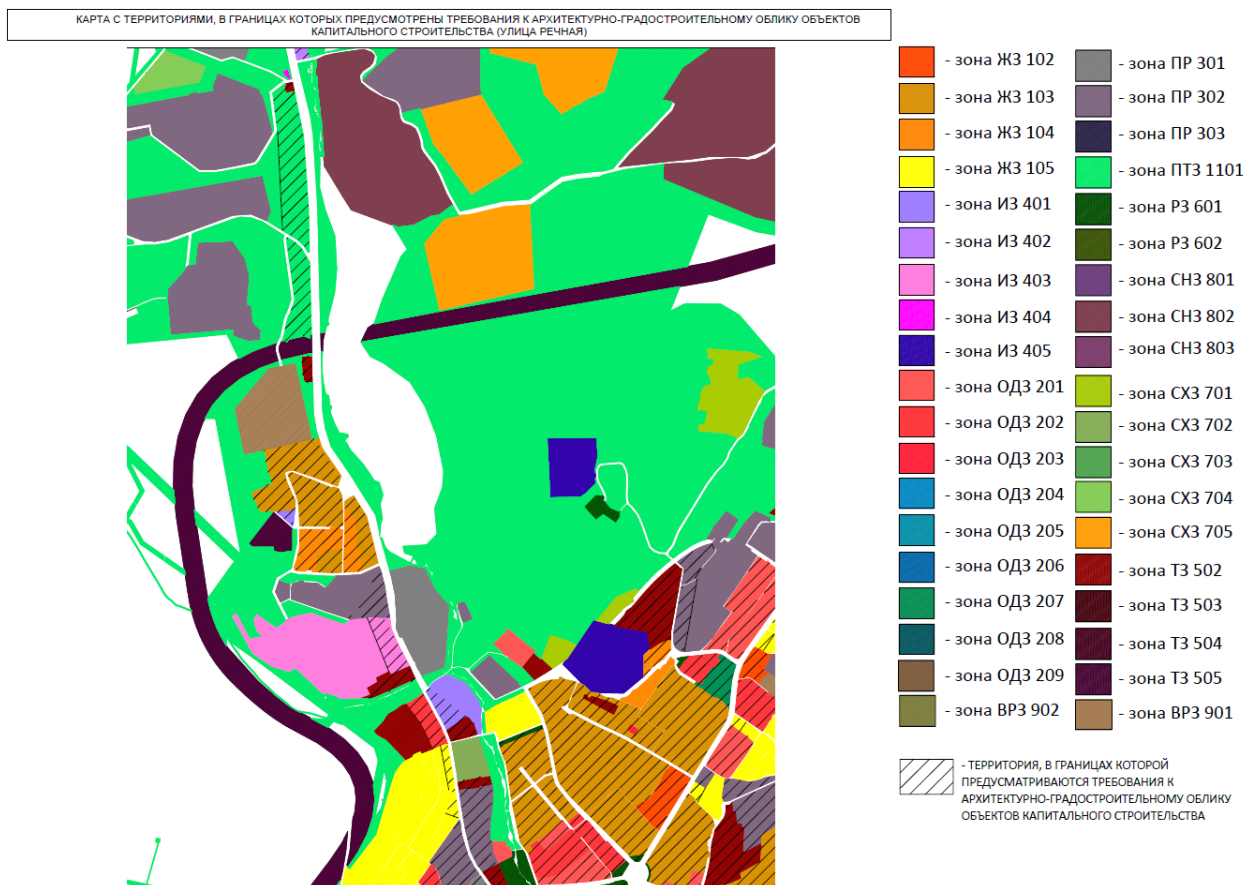 КАРТА С ТЕРРИТОРИЯМИ, В ГРАНИЦАХ КОТОРЫХ ПРЕДУСМОТРЕНЫ ТРЕБОВАНИЯ К АРХИТЕКТУРНО-ГРАДОСТРОИТЕЛЬНОМУ ОБЛИКУ ОБЪЕКТОВ
КАПИТАЛЬНОГО СТРОИТЕЛЬСТВА (УЛИЦА РЕЧНАЯ)
- зона ЖЗ 102
- зона ЖЗ 103
- зона ЖЗ 104
- зона ЖЗ 105
- зона ИЗ 401
- зона ИЗ 402
- зона ИЗ 403
- зона ИЗ 404
- зона ИЗ 405
- зона ОДЗ 201
- зона ОДЗ 202
- зона ОДЗ 203
- зона ОДЗ 204
- зона ОДЗ 205
- зона ОДЗ 206
- зона ОДЗ 207
- зона ОДЗ 208
- зона ОДЗ 209
- зона ВРЗ 902
- зона ПР 301
- зона ПР 302
- зона ПР 303
- зона ПТЗ 1101
- зона РЗ 601
- зона РЗ 602
- зона СНЗ 801
- зона СНЗ 802
- зона СНЗ 803
- зона СХЗ 701
- зона СХЗ 702
- зона СХЗ 703
- зона СХЗ 704
- зона СХЗ 705
- зона ТЗ 502
- зона ТЗ 503
- зона ТЗ 504
- зона ТЗ 505
- зона ВРЗ 901
- ТЕРРИТОРИЯ, В ГРАНИЦАХ КОТОРОЙ
ПРЕДУСМАТРИВАЮТСЯ ТРЕБОВАНИЯ К
АРХИТЕКТУРНО-ГРАДОСТРОИТЕЛЬНОМУ ОБЛИКУ
ОБЪЕКТОВ КАПИТАЛЬНОГО СТРОИТЕЛЬСТВА